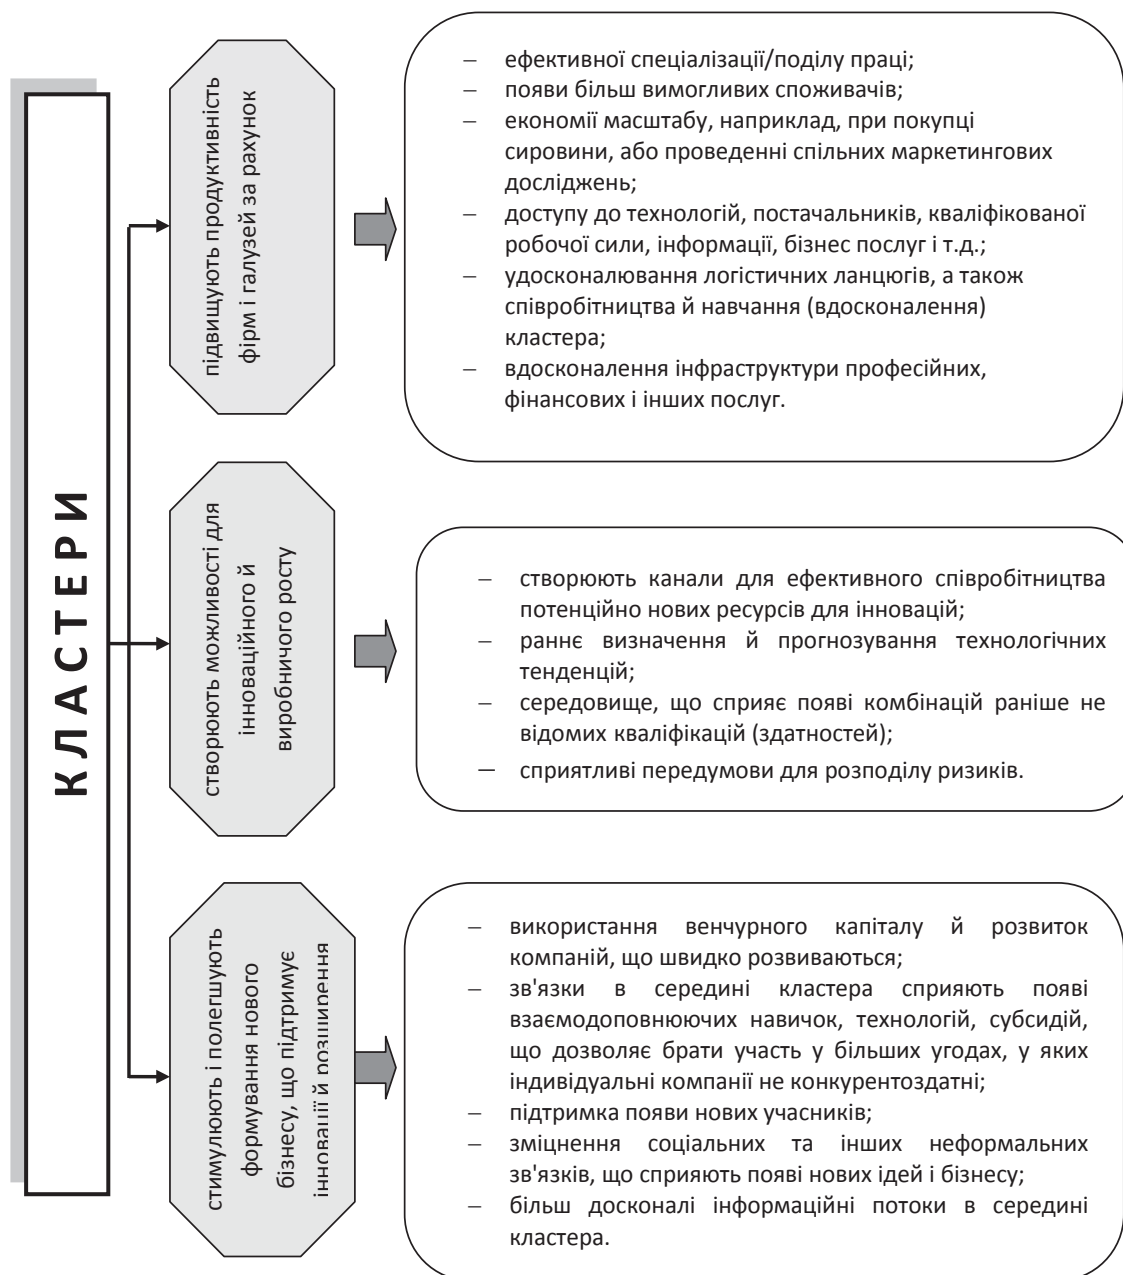 КЛАСТЕРИ
підвищують продуктивність
фірм і галузей за рахунок
– ефективної спеціалізації/поділу праці;
– появи більш вимогливих споживачів;
– економії масштабу, наприклад, при покупці
сировини, або проведенні спільних маркетингових
досліджень;
– доступу до технологій, постачальників, кваліфікованої
робочої сили, інформації, бізнес послуг і т.д.;
– удосконалювання логістичних ланцюгів, а також
співробітництва й навчання (вдосконалення)
кластера;
– вдосконалення інфраструктури професійних,
фінансових і інших послуг.
створюють можливості для
інноваційного й
виробничого росту
– створюють канали для ефективного співробітництва
потенційно нових ресурсів для інновацій;
– раннє визначення й прогнозування технологічних
тенденцій;
– середовище, що сприяє появі комбінацій раніше не
відомих кваліфікацій (здатностей);
– сприятливі передумови для розподілу ризиків.
стимулюють і полегшують
формування нового
бізнесу, що підтримує
інновації й розширення
– використання венчурного капіталу й розвиток
компаній, що швидко розвиваються;
– зв'язки в середині кластера сприяють появі
взаємодоповнюючих навичок, технологій, субсидій,
що дозволяє брати участь у більших угодах, у яких
індивідуальні компанії не конкурентоздатні;
– підтримка появи нових учасників;
– зміцнення соціальних та інших неформальних
зв'язків, що сприяють появі нових ідей і бізнесу;
– більш досконалі інформаційні потоки в середині
кластера.